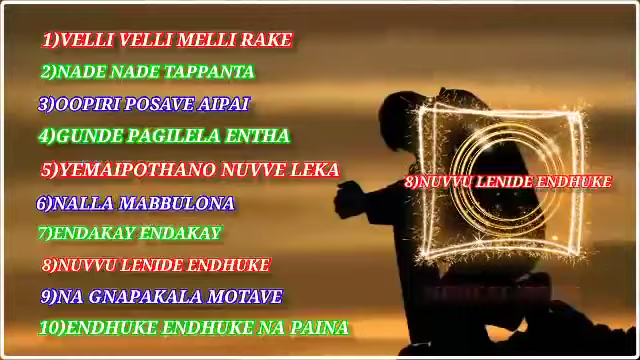 1)VELLI VELLI MELLI RAKE
2)NADE NADE TAPPANTA
3)OOPIRI POSAVE AIPAI
4)GUNDE PAGILELA ENTHA
5)YEMAIPOTHANO NUVVE LEKA
6)NALLA MABBULONA
7)ENDAKAY ENDAKAY
8)NUVVU LENIDE ENDHUKE
9)NA GNAPAKALA MOTAVE
10)ENDHUKE ENDHUKE NA PAINA
8)NUVVU LENIDE ENDHUKE